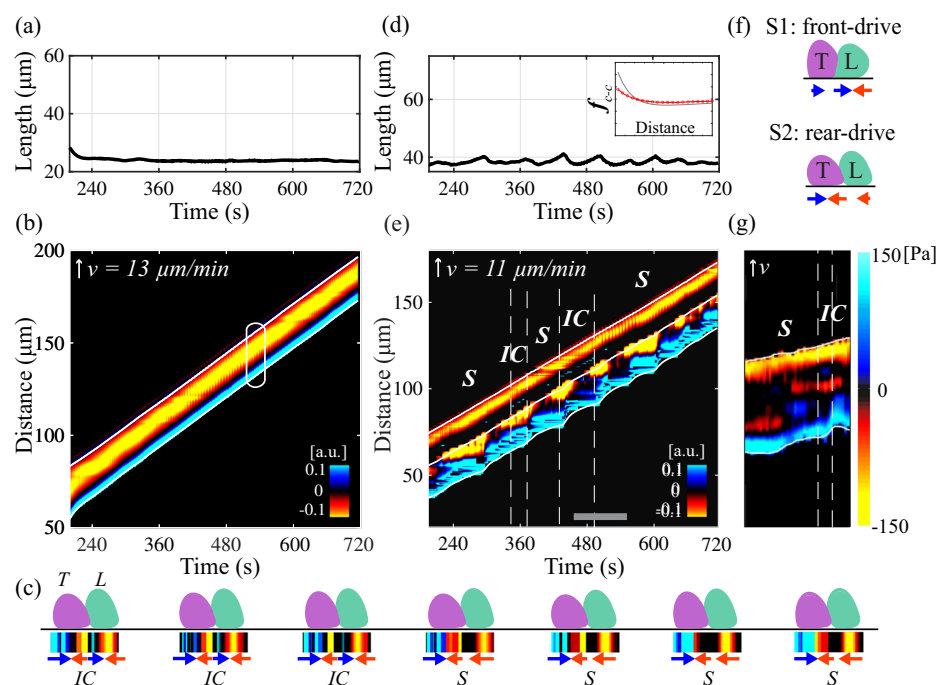 (a)
(d)
(f)
S1: front-drive
T L
S2: rear-drive
T L
Length (μm)
60
40
20
240 360 480 600 720
Time (s)
Length (μm)
60
40
240 360 480 600 720
Time (s)
f c-c
Distance
(b)
v = 13 μm/min
Distance (μm)
200
150
100
50
[a.u.]
0.1
0
-0.1
240 360 480 600 720
Time (s)
(e)
v = 11 μm/min
Distance (μm)
150
100
50
S IC S IC S
[a.u.]
0.1
0
-0.1
240 360 480 600 720
Time (s)
(g)
v
S IC
150 [Pa]
0
-150
(c)
T L
IC IC IC S S S S